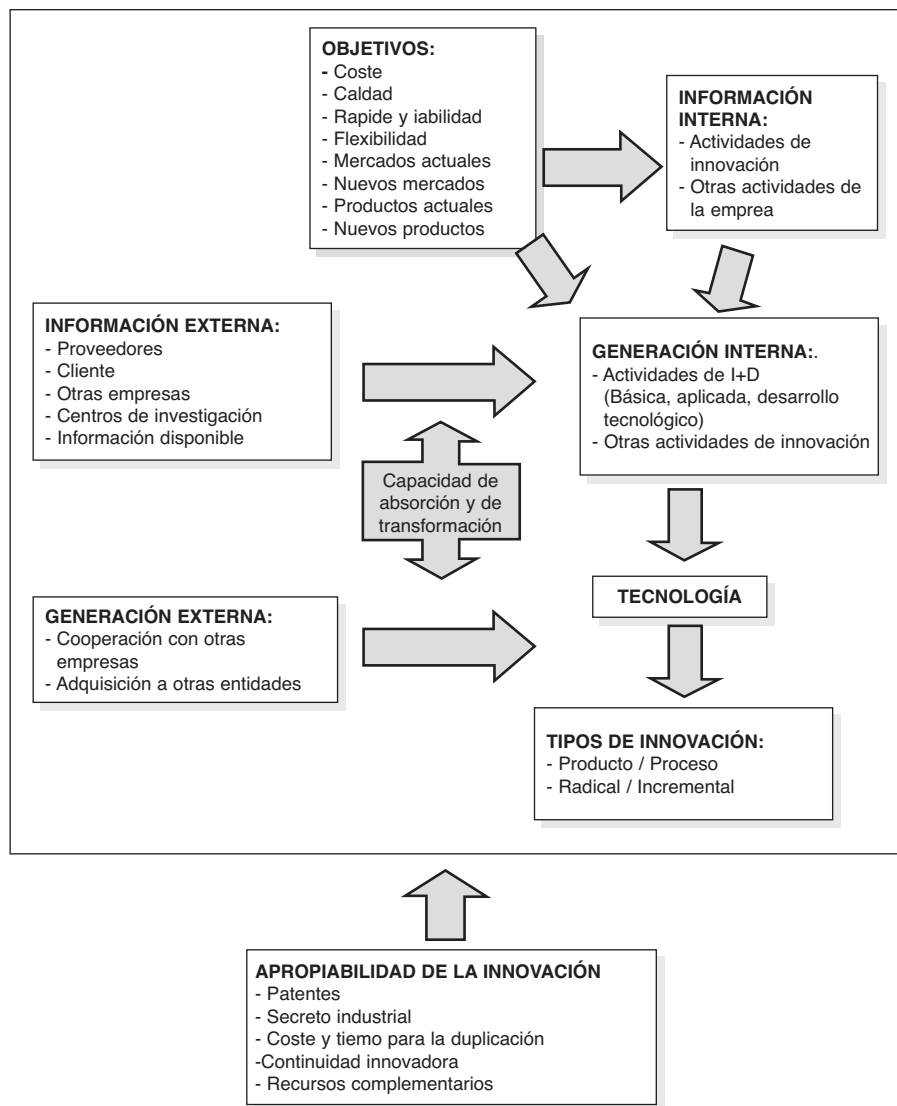 OBJETIVOS:
- Coste
- Caldad
- Rapide y iabilidad
- Flexibilidad
- Mercados actuales
- Nuevos mercados
- Productos actuales
- Nuevos productos
INFORMACIÓN
INTERNA:
- Actividades de
innovación
- Otras actividades de
la emprea
INFORMACIÓN EXTERNA:
- Proveedores
- Cliente
- Otras empresas
- Centros de investigación
- Información disponible
GENERACIÓN INTERNA:.
- Actividades de I+D
(Básica, aplicada, desarrollo
tecnológico)
- Otras actividades de innovación
Capacidad de
absorción y de
transformación
GENERACIÓN EXTERNA:
- Cooperación con otras
empresas
- Adquisición a otras entidades
TECNOLOGÍA
TIPOS DE INNOVACIÓN:
- Producto / Proceso
- Radical / Incremental
APROPIABILIDAD DE LA INNOVACIÓN
- Patentes
- Secreto industrial
- Coste y tiemo para la duplicación
-Continuidad innovadora
- Recursos complementarios